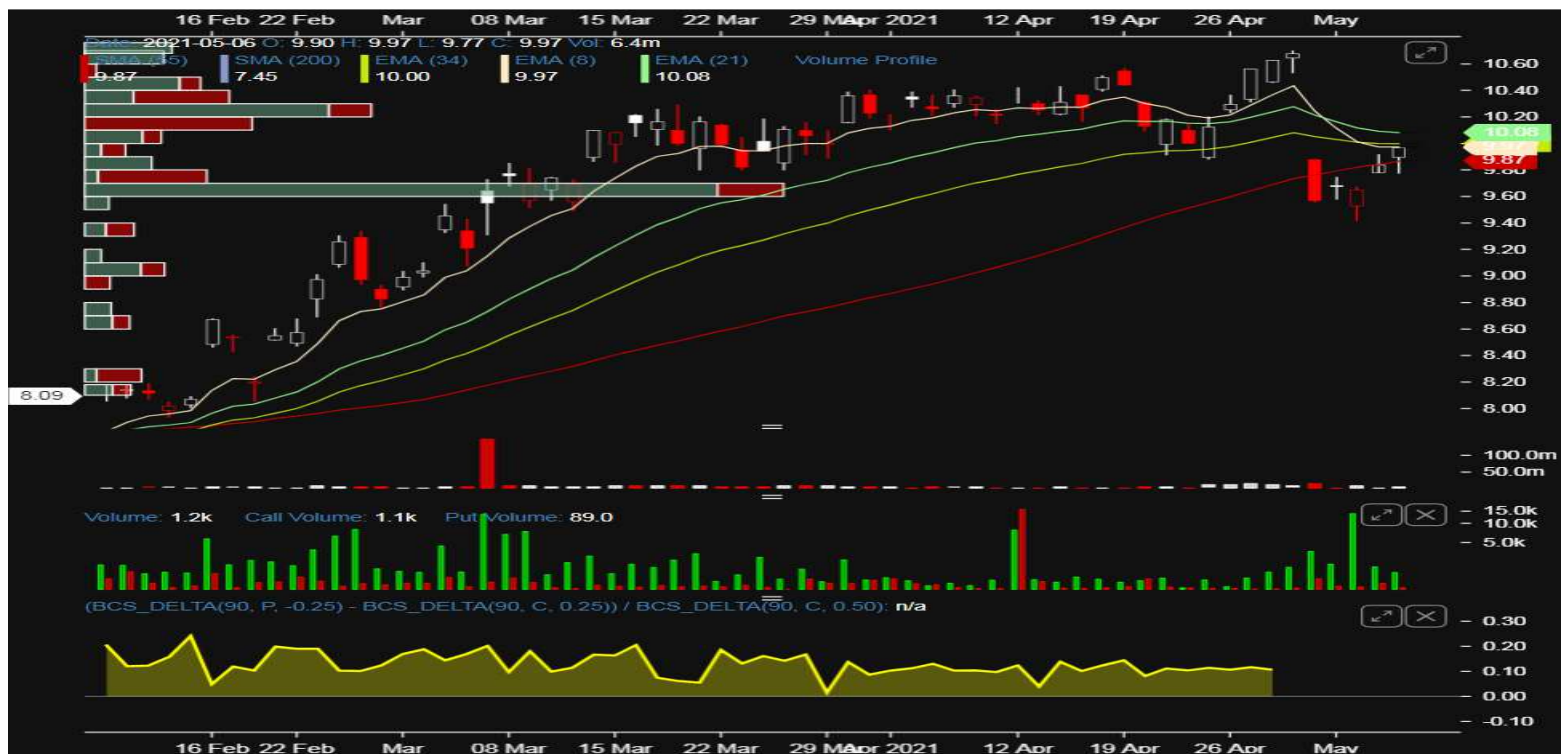 16 Feb 22 Feb Mar 08 Mar 15 Mar 22 Mar 29 Mar Apr 2021 12 Apr 19 Apr 26 Apr May
Date: 2021-05-06 O: 9.90 H: 9.97 L: 9.77 C: 9.97 Vol: 6.4m
SMA (55) SMA (200) EMA (34) EMA (8) EMA (21) Volume Profile
9.87 7.45 10.00 9.97 10.08
10.60
10.40
10.20
10.08
9.97
9.87
9.80
9.60
9.40
9.20
9.00
8.80
8.60
8.40
8.20
8.09
8.00
100.0m
50.0m
Volume: 1.2k Call Volume: 1.1k Put Volume: 89.0
15.0k
10.0k
5.0k
(BCS_DELTA(90, P, -0.25) - BCS_DELTA(90, C, 0.25)) / BCS_DELTA(90, C, 0.50): n/a
0.30
0.20
0.10
0.00
-0.10
16 Feb 22 Feb Mar 08 Mar 15 Mar 22 Mar 29 Mar Apr 2021 12 Apr 19 Apr 26 Apr May